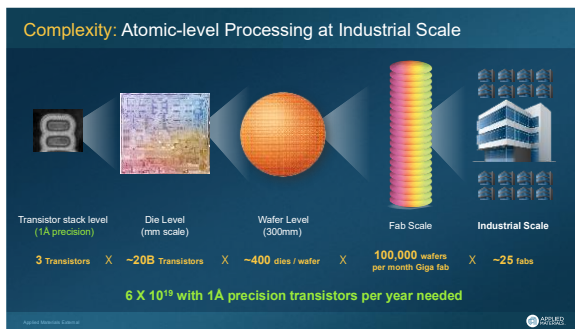 Complexity: Atomic-level Processing at Industrial Scale
Transistor stack level
(1Å precision)
Die Level
(mm scale)
Wafer Level
(300mm)
Fab Scale
Industrial Scale
3 Transistors X ~20B Transistors X ~400 dies / wafer X 100,000 wafers
per month Giga fab X ~25 fabs
6 X 10¹⁹ with 1Å precision transistors per year needed
Applied Materials External
APPLIED
MATERIALS.